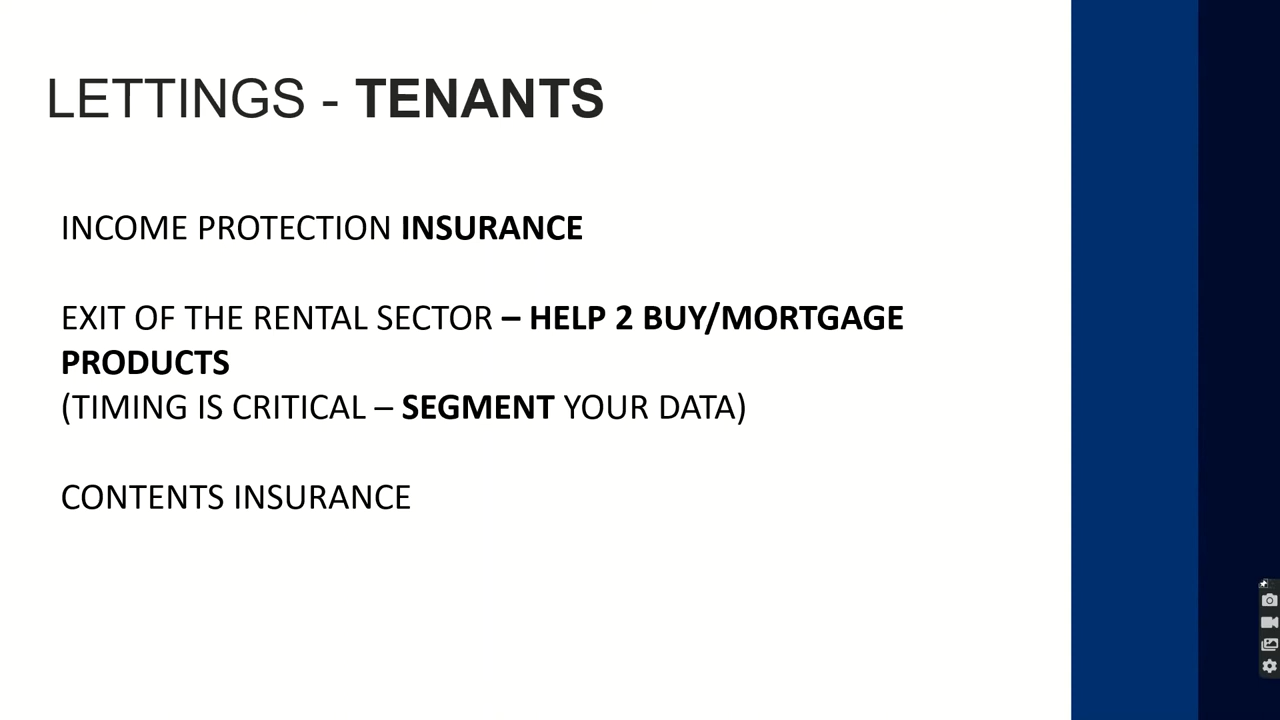 LETTINGS - TENANTS
INCOME PROTECTION INSURANCE
EXIT OF THE RENTAL SECTOR – HELP 2 BUY/MORTGAGE
PRODUCTS
(TIMING IS CRITICAL – SEGMENT YOUR DATA)
CONTENTS INSURANCE